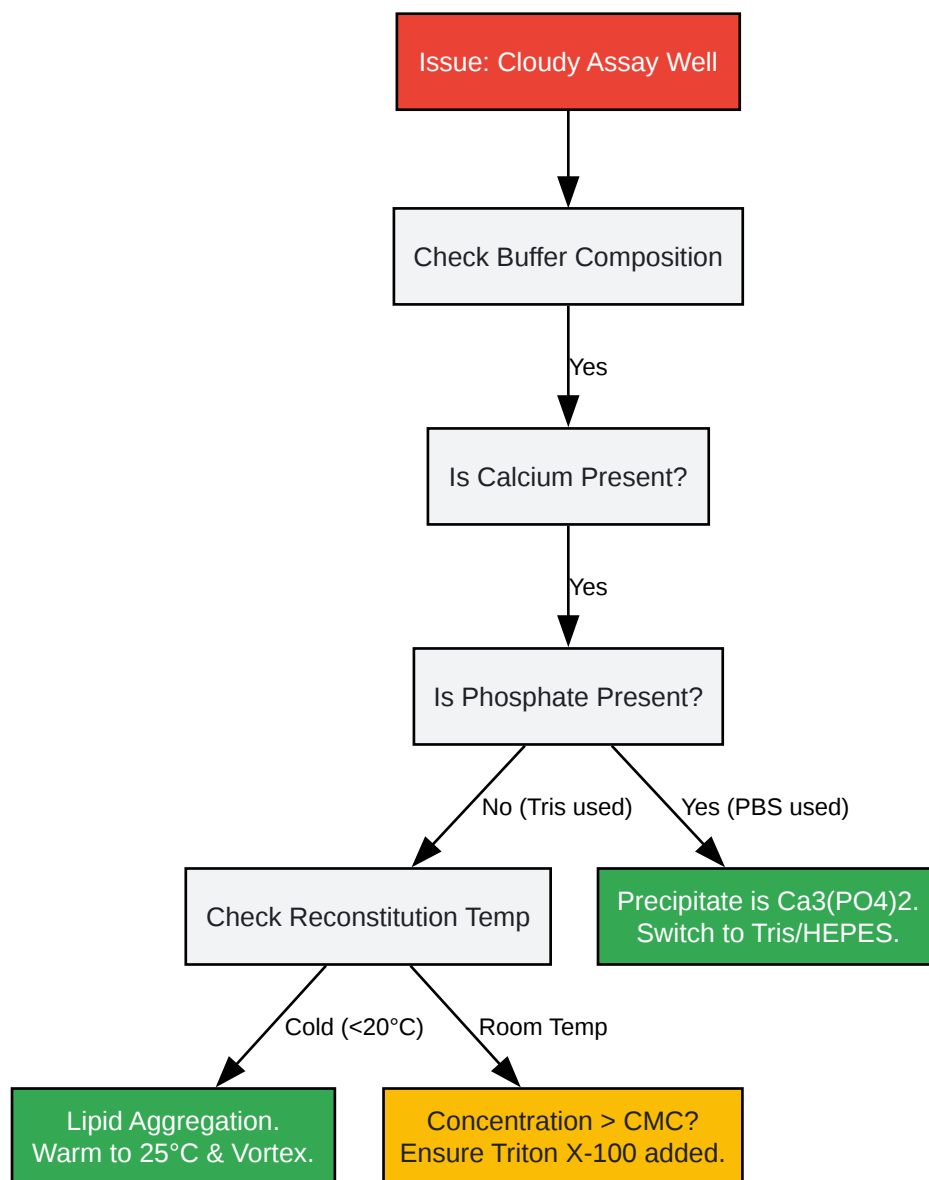 Issue: Cloudy Assay Well
Check Buffer Composition
Yes
Is Calcium Present?
Yes
Is Phosphate Present?
No (Tris used)
Yes (PBS used)
Check Reconstitution Temp
Precipitate is Ca3(PO4)2.
Switch to Tris/HEPES.
Cold (<20°C)
Room Temp
Lipid Aggregation.
Warm to 25°C & Vortex.
Concentration > CMC?
Ensure Triton X-100 added.